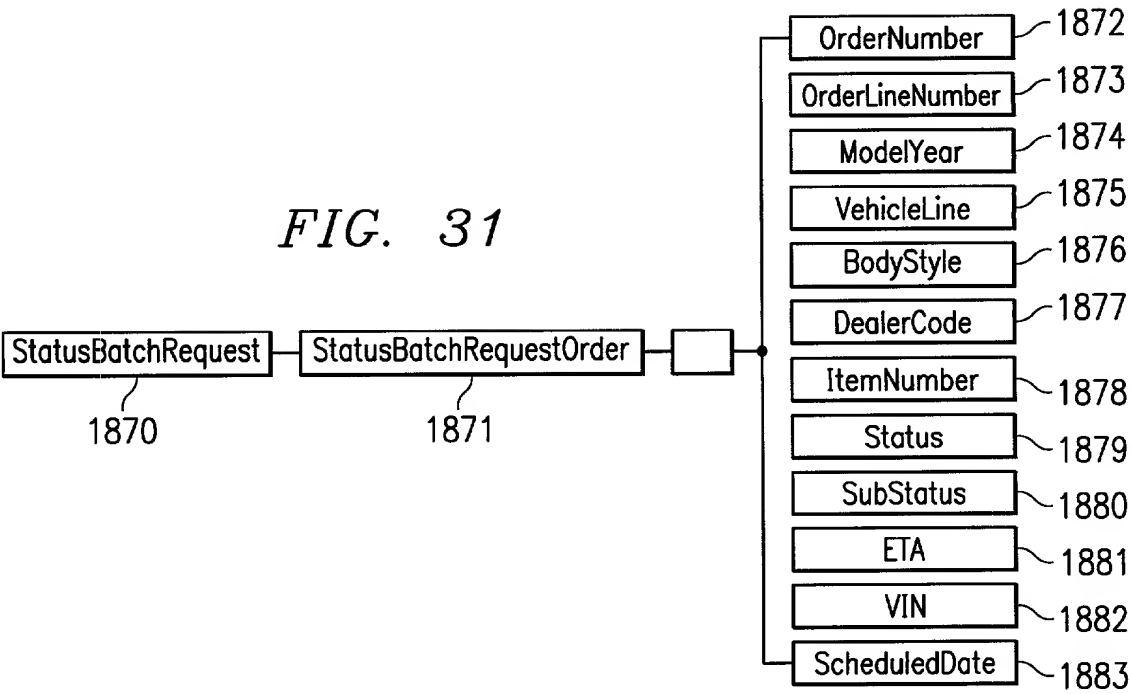 OrderNumber 1872
OrderLineNumber 1873
ModelYear 1874
VehicleLine 1875
FIG. 31
BodyStyle 1876
DealerCode 1877
StatusBatchRequest StatusBatchRequestOrder
1870 1871
ItemNumber 1878
Status 1879
SubStatus 1880
ETA 1881
VIN 1882
ScheduledDate 1883